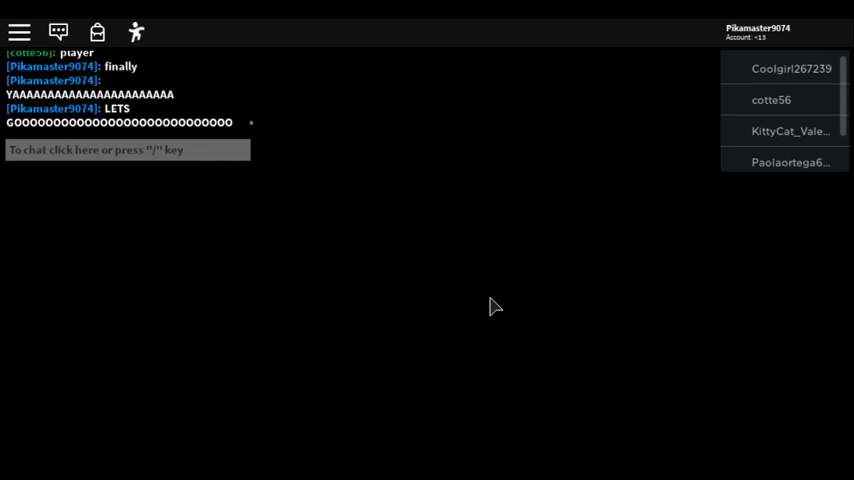 Pikamaster9074
Account: <13
[cotte56]: player
[Pikamaster9074]: finally
[Pikamaster9074]:
YAAAAAAAAAAAAAAAAAAAAAAA
[Pikamaster9074]: LETS
GOOOOOOOOOOOOOOOOOOOOOOOOOOO
To chat click here or press "/" key
Coolgirl267239
cotte56
KittyCat_Vale...
Paolaortega6...